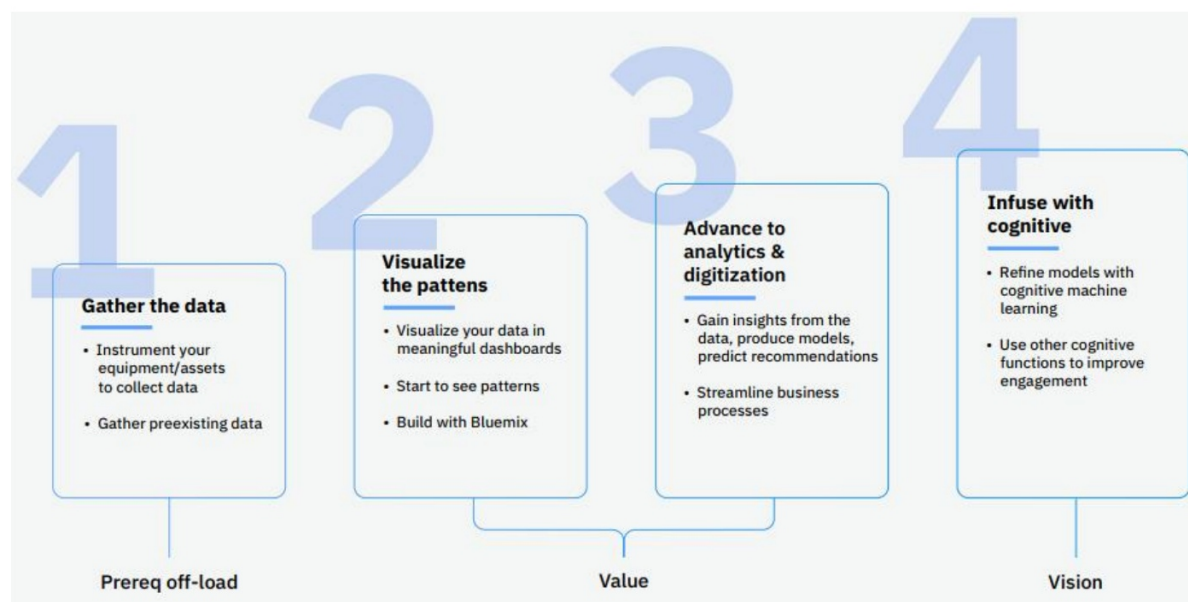 1
Gather the data
• Instrument your
equipment/assets
to collect data
• Gather preexisting data
Prereq off-load
2
Visualize
the pattens
• Visualize your data in
meaningful dashboards
• Start to see patterns
• Build with Bluemix
3
Advance to
analytics &
digitization
• Gain insights from the
data, produce models,
predict recommendations
• Streamline business
processes
Value
4
Infuse with
cognitive
• Refine models with
cognitive machine
learning
• Use other cognitive
functions to improve
engagement
Vision